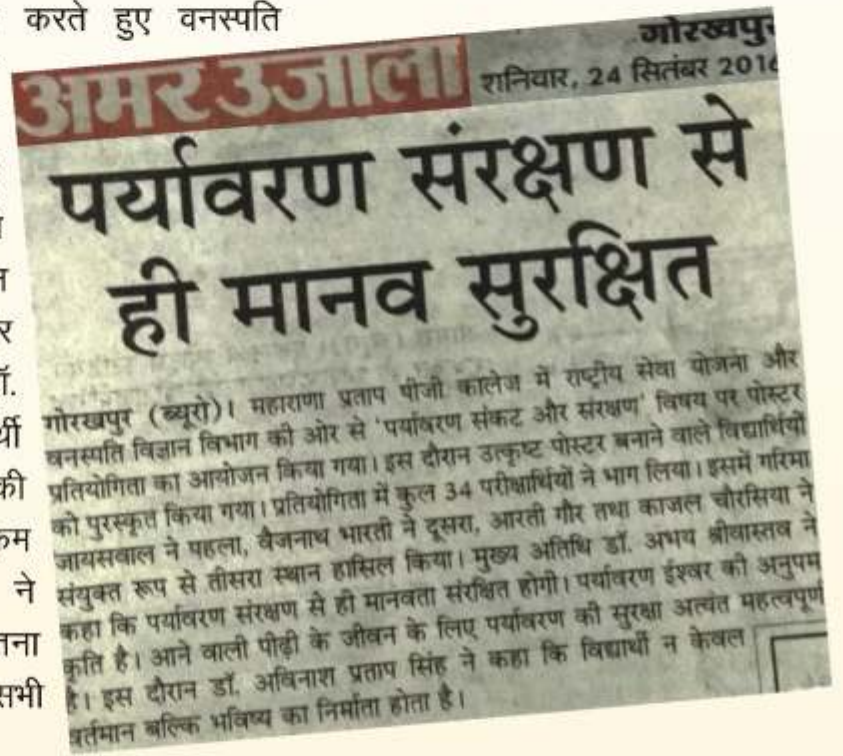 करते हुए वनस्पति
अमर उजाला
गोरखपुर
शनिवार, 24 सितंबर 2016
पर्यावरण संरक्षण से
ही मानव सुरक्षित
गोरखपुर (ब्यूरो)। महाराणा प्रताप पीजी कालेज में राष्ट्रीय सेवा योजना और
वनस्पति विज्ञान विभाग की ओर से 'पर्यावरण संकट और संरक्षण' विषय पर पोस्टर
प्रतियोगिता का आयोजन किया गया। इस दौरान उत्कृष्ट पोस्टर बनाने वाले विद्यार्थियों
को पुरस्कृत किया गया। प्रतियोगिता में कुल 34 परीक्षार्थियों ने भाग लिया। इसमें गरिमा
जायसवाल ने पहला, वैजनाथ भारती ने दूसरा, आरती गौर तथा काजल चौरसिया ने
संयुक्त रूप से तीसरा स्थान हासिल किया। मुख्य अतिथि डॉ. अभय श्रीवास्तव ने
कहा कि पर्यावरण संरक्षण से ही मानवता संरक्षित होगी। पर्यावरण ईश्वर की अनुपम
कृति है। आने वाली पीढ़ी के जीवन के लिए पर्यावरण की सुरक्षा अत्यंत महत्वपूर्ण
है। इस दौरान डॉ. अविनाश प्रताप सिंह ने कहा कि विद्यार्थी न केवल
वर्तमान बल्कि भविष्य का निर्माता होता है।
की
ने
सभी